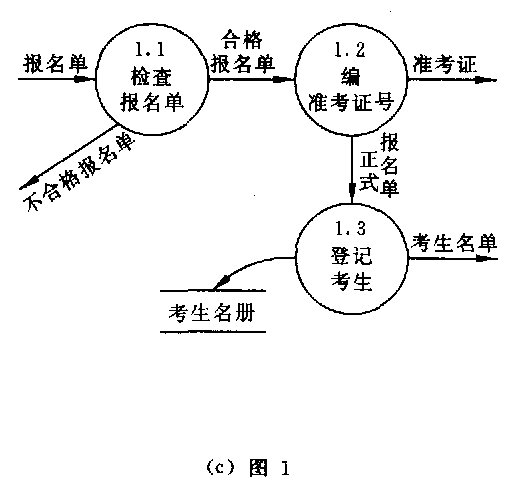 报名单
1.1
检查
报名单
合格
报名单
1.2
编
准考证号
准考证
不合格报名单
正式
报名单
1.3
登记
考生
考生名单
考生名册
(c) 图 1